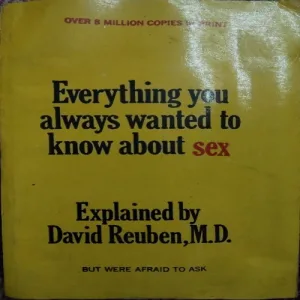 OVER 8 MILLION COPIES IN PRINT
Everything you
always wanted to
know about sex
Explained by
David Reuben, M.D.
BUT WERE AFRAID TO ASK